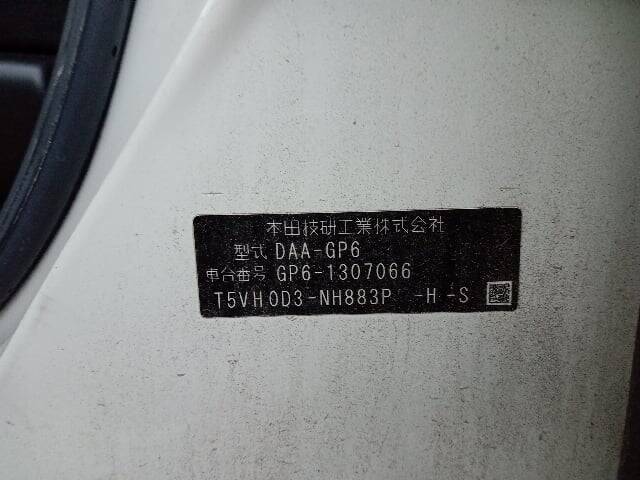 本田技研工業株式会社
型式 DAA-GP6
車台番号 GP6-1307066
T5VH0D3-NH883P -H -S